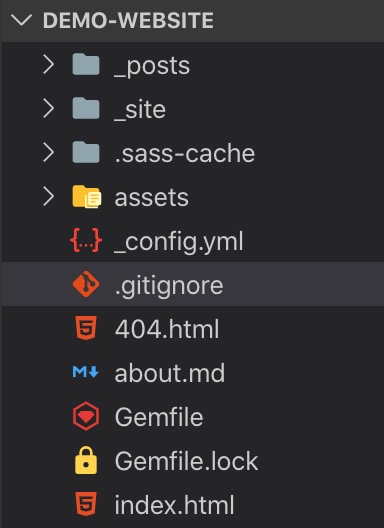 DEMO-WEBSITE
_posts
_site
.sass-cache
assets
_config.yml
.gitignore
404.html
about.md
Gemfile
Gemfile.lock
index.html